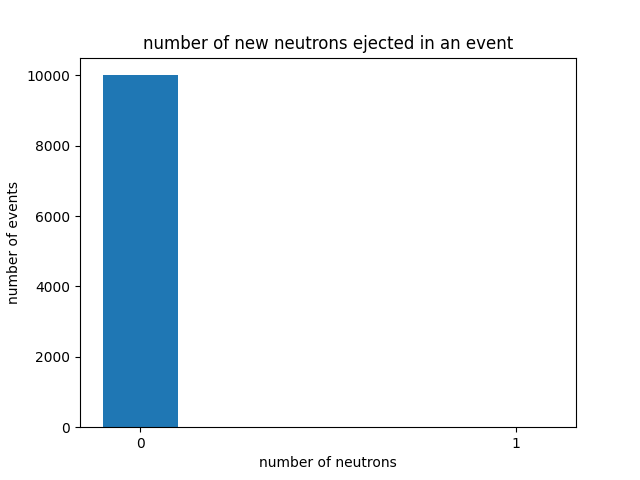 number of new neutrons ejected in an event
number of events
10000
8000
6000
4000
2000
0
0 1
number of neutrons